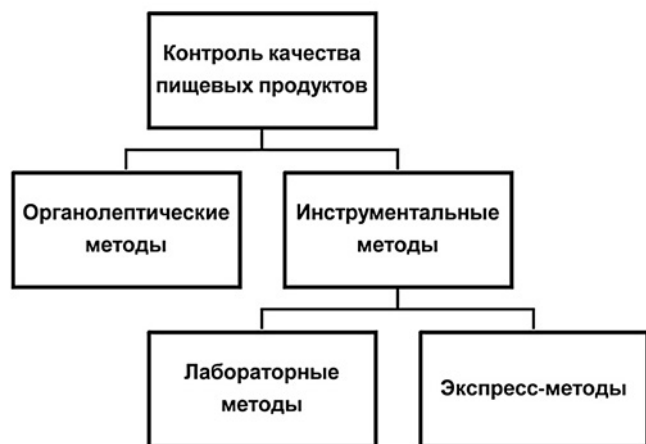 Контроль качества
пищевых продуктов
Органолептические
методы
Инструментальные
методы
Лабораторные
методы
Экспресс-методы